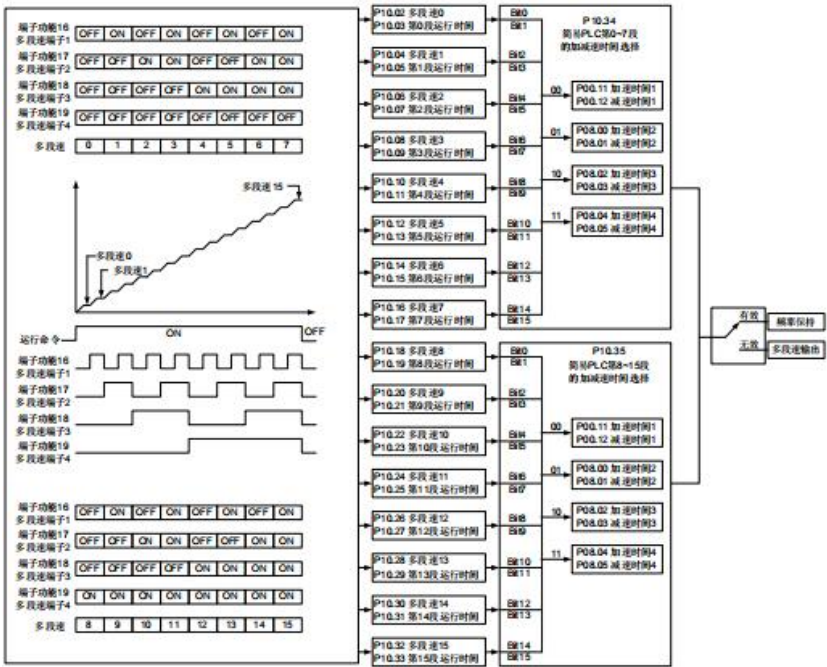 端子功能16
多段速端子1
OFF ON OFF ON OFF ON OFF ON
端子功能17
多段速端子2
OFF OFF ON ON OFF OFF ON ON
端子功能18
多段速端子3
OFF OFF OFF OFF ON ON ON ON
端子功能19
多段速端子4
OFF OFF OFF OFF OFF OFF OFF OFF
多段速 0 1 2 3 4 5 6 7
多段速15
多段速0
多段速1
运行命令 ON OFF
端子功能16
多段速端子1
端子功能17
多段速端子2
端子功能18
多段速端子3
端子功能19
多段速端子4
端子功能16
多段速端子1
OFF ON OFF ON OFF ON OFF ON
端子功能17
多段速端子2
OFF OFF ON ON OFF OFF ON ON
端子功能18
多段速端子3
OFF OFF OFF OFF ON ON ON ON
端子功能19
多段速端子4
ON ON ON ON ON ON ON ON
多段速 8 9 10 11 12 13 14 15
P10.02 多段速0
P10.03 第0段运行时间
P10.04 多段速1
P10.05 第1段运行时间
P10.06 多段速2
P10.07 第2段运行时间
P10.08 多段速3
P10.09 第3段运行时间
P10.10 多段速4
P10.11 第4段运行时间
P10.12 多段速5
P10.13 第5段运行时间
P10.14 多段速6
P10.15 第6段运行时间
P10.16 多段速7
P10.17 第7段运行时间
P10.18 多段速8
P10.19 第8段运行时间
P10.20 多段速9
P10.21 第9段运行时间
P10.22 多段速10
P10.23 第10段运行时间
P10.24 多段速11
P10.25 第11段运行时间
P10.26 多段速12
P10.27 第12段运行时间
P10.28 多段速13
P10.29 第13段运行时间
P10.30 多段速14
P10.31 第14段运行时间
P10.32 多段速15
P10.33 第15段运行时间
Bit0
Bit1
Bit2
Bit3
Bit4
Bit5
Bit6
Bit7
Bit8
Bit9
Bit10
Bit11
Bit12
Bit13
Bit14
Bit15
P10.34
简易PLC第0~7段
的加减速时间选择
00
P00.11 加速时间1
P00.12 减速时间1
01
P08.00 加速时间2
P08.01 减速时间2
10
P08.02 加速时间3
P08.03 减速时间3
11
P08.04 加速时间4
P08.05 减速时间4
Bit0
Bit1
Bit2
Bit3
Bit4
Bit5
Bit6
Bit7
Bit8
Bit9
Bit10
Bit11
Bit12
Bit13
Bit14
Bit15
P10.35
简易PLC第8~15段
的加减速时间选择
00
P00.11 加速时间1
P00.12 减速时间1
01
P08.00 加速时间2
P08.01 减速时间2
10
P08.02 加速时间3
P08.03 减速时间3
11
P08.04 加速时间4
P08.05 减速时间4
有效
频率保持
无效
多段速输出